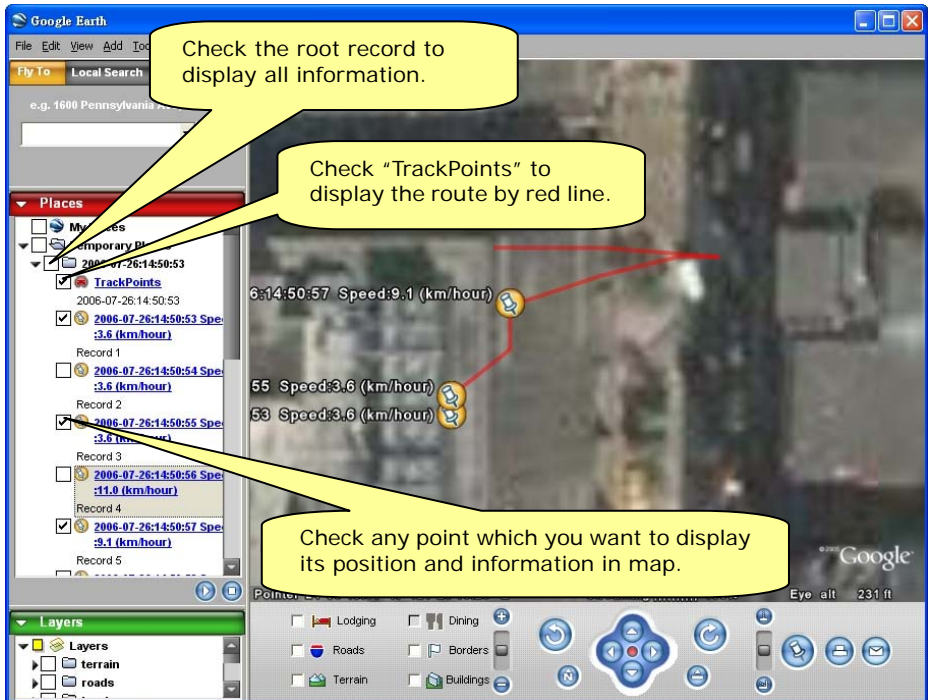 Google Earth
File Edit View Add
Check the root record to
display all information.
Fly To Local Search
e.g. 1600 Pennsylvania
Check “TrackPoints” to
display the route by red line.
Places
2006-07-26:14:50:53
TrackPoints
2006-07-26:14:50:53
2006-07-26:14:50:53 Spe
:3.6 (km/hour)
Record 1
2006-07-26:14:50:54 Spe
:3.6 (km/hour)
Record 2
2006-07-26:14:50:55 Spe
:3.6 (km/hour)
Record 3
2006-07-26:14:50:56 Spe
:11.0 (km/hour)
Record 4
2006-07-26:14:50:57 Spe
:9.1 (km/hour)
Record 5
6:14:50:57 Speed:9.1 (km/hour)
55 Speed:3.6 (km/hour)
53 Speed:3.6 (km/hour)
Check any point which you want to display
its position and information in map.
Google
Pointer
Eye alt 231 ft
Layers
Layers
terrain
roads
Lodging Dining
Roads Borders
Terrain Buildings
N